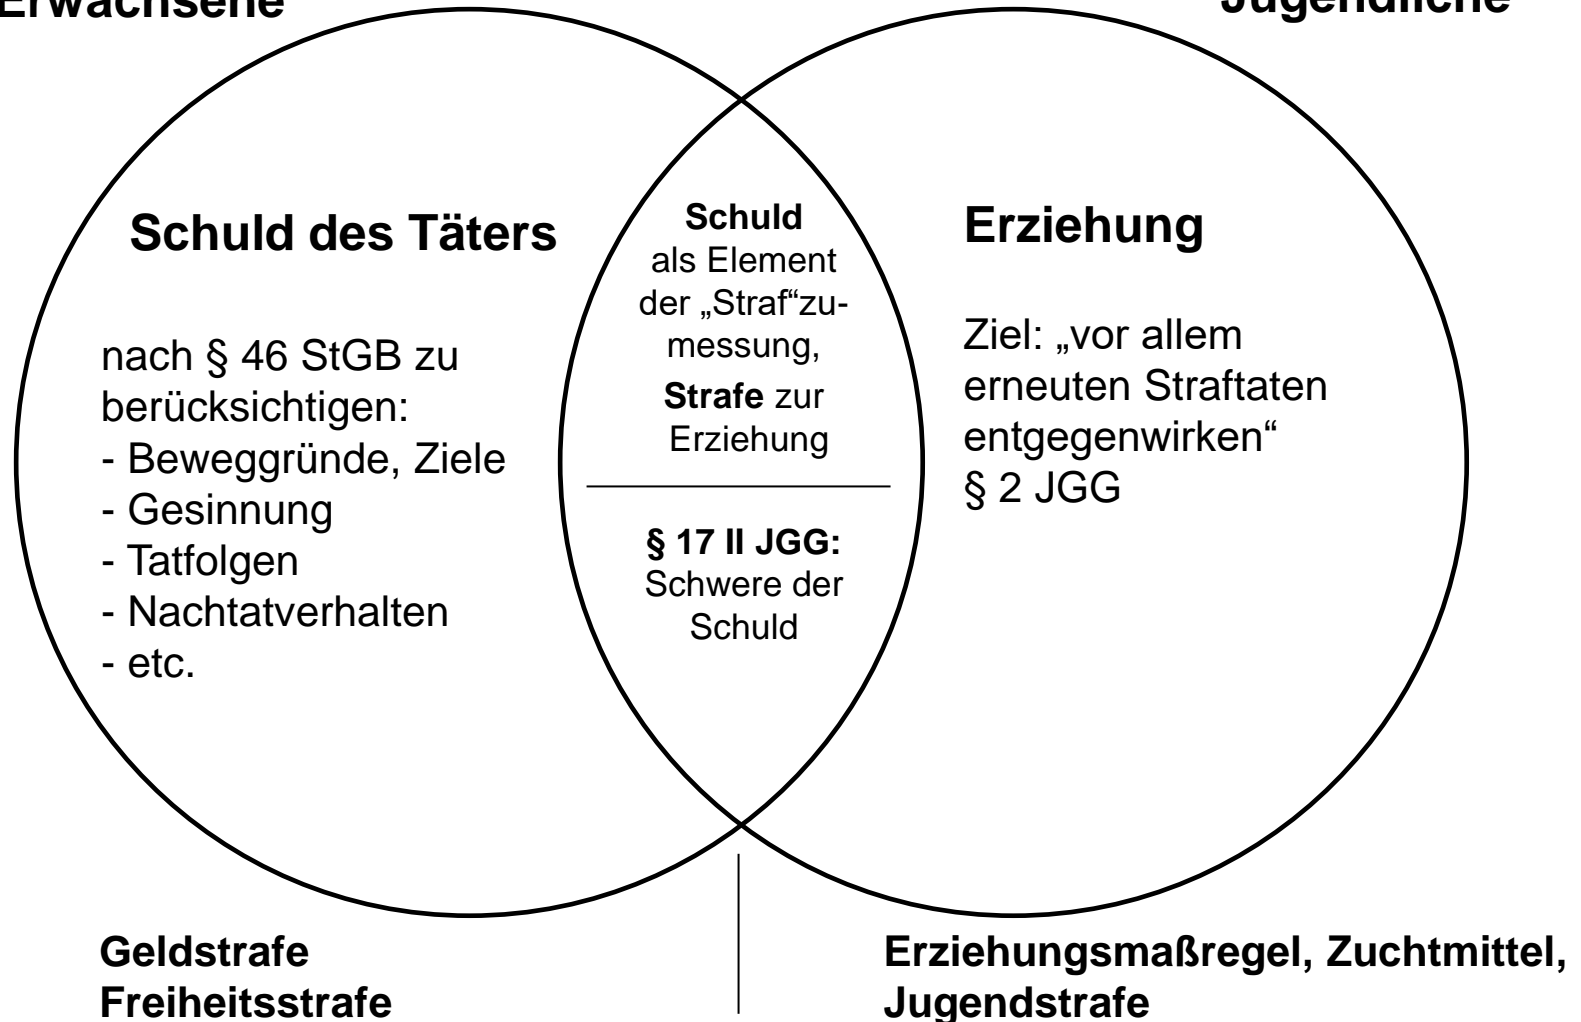 Erwachsene
Jugendliche
Schuld des Täters
nach § 46 StGB zu
berücksichtigen:
- Beweggründe, Ziele
- Gesinnung
- Tatfolgen
- Nachtatverhalten
- etc.
Schuld
als Element
der „Straf“zu-
messung,
Strafe zur
Erziehung
§ 17 II JGG:
Schwere der
Schuld
Erziehung
Ziel: „vor allem
erneuten Straftaten
entgegenwirken“
§ 2 JGG
Geldstrafe
Freiheitsstrafe
Erziehungsmaßregel, Zuchtmittel,
Jugendstrafe